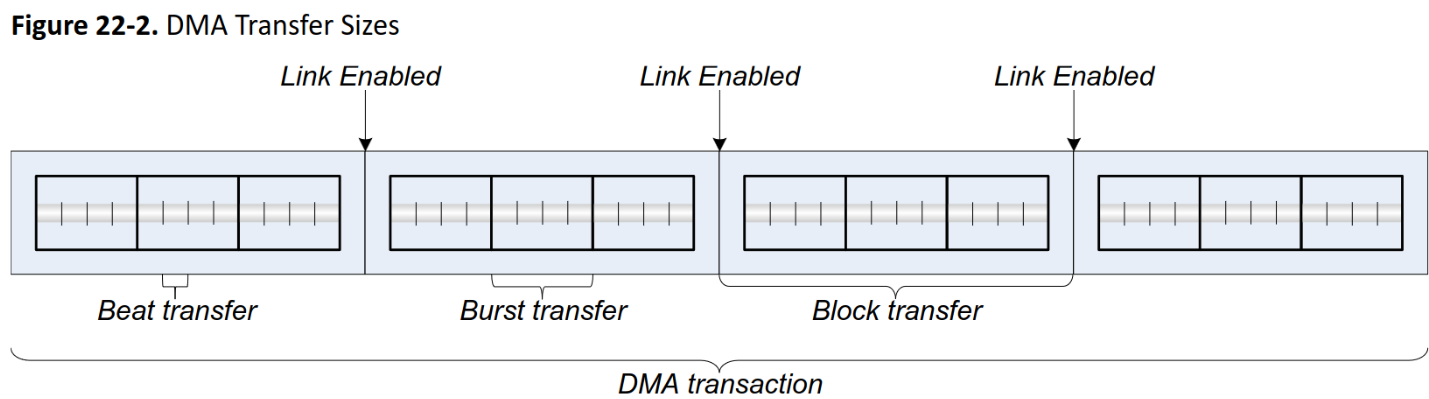 Figure 22-2. DMA Transfer Sizes
Link Enabled
Link Enabled
Link Enabled
Beat transfer
Burst transfer
Block transfer
DMA transaction